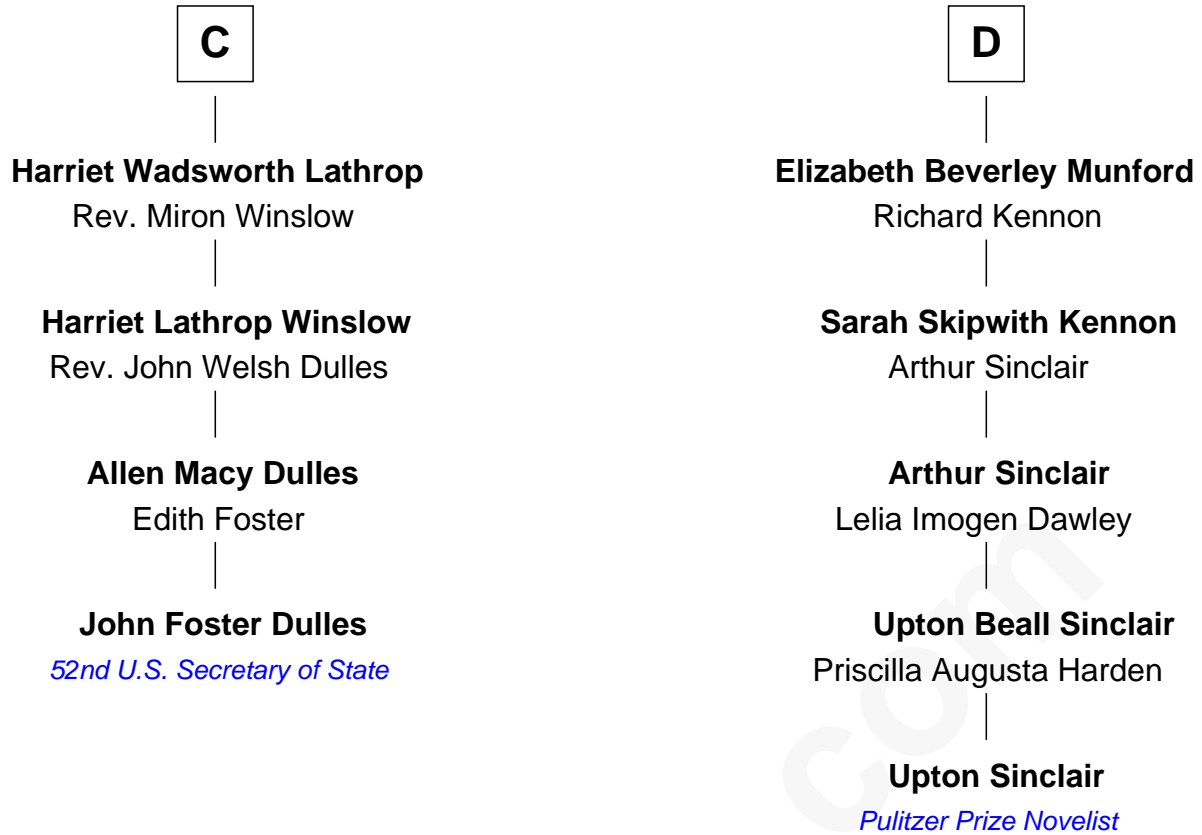 C
Harriet Wadsworth Lathrop
Rev. Miron Winslow
Harriet Lathrop Winslow
Rev. John Welsh Dulles
Allen Macy Dulles
Edith Foster
John Foster Dulles
52nd U.S. Secretary of State
D
Elizabeth Beverley Munford
Richard Kennon
Sarah Skipwith Kennon
Arthur Sinclair
Arthur Sinclair
Lelia Imogen Dawley
Upton Beall Sinclair
Priscilla Augusta Harden
Upton Sinclair
Pulitzer Prize Novelist
com